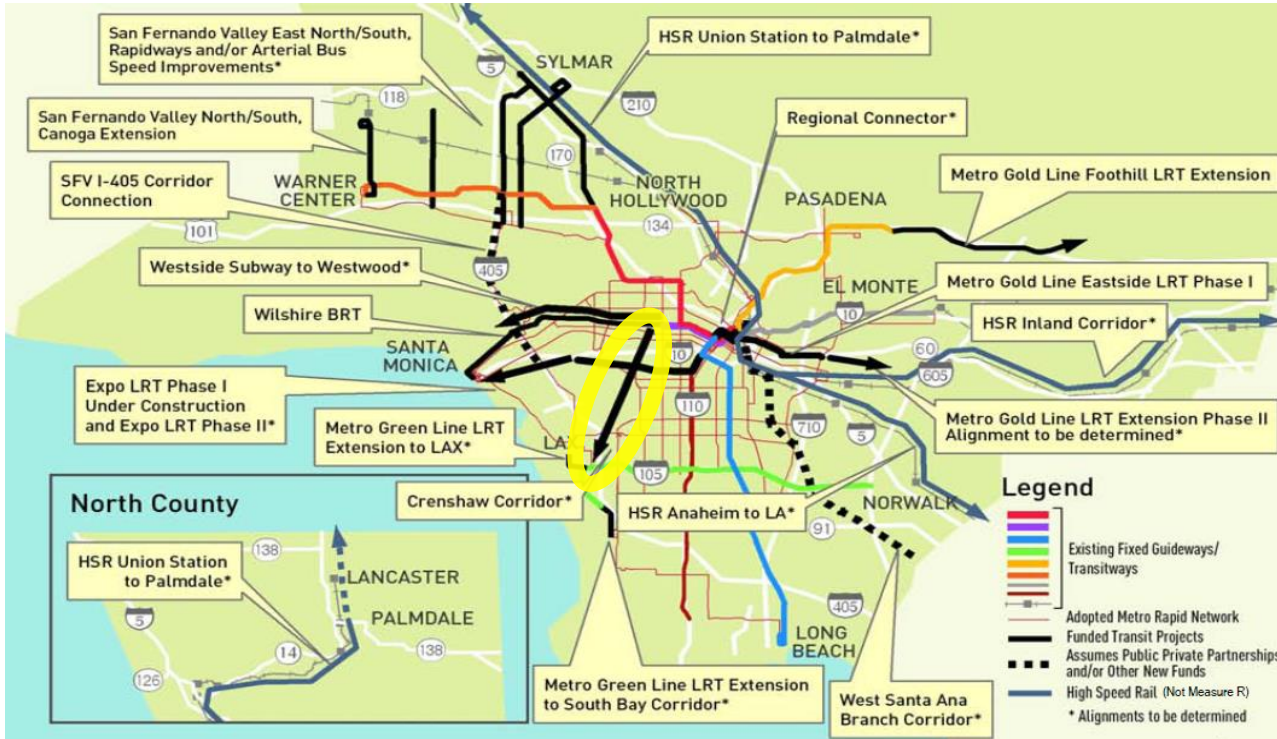 San Fernando Valley East North/South,
Rapidways and/or Arterial Bus
Speed Improvements*
HSR Union Station to Palmdale*
SYLMAR
5
210
118
San Fernando Valley North/South,
Canoga Extension
Regional Connector*
170
SFV I-405 Corridor
Connection
WARNER
CENTER
NORTH
HOLLYWOOD
PASADENA
Metro Gold Line Foothill LRT Extension
101
134
Westside Subway to Westwood*
405
EL MONTE
Metro Gold Line Eastside LRT Phase I
10
Wilshire BRT
HSR Inland Corridor*
SANTA
MONICA
10
60
605
Expo LRT Phase I
Under Construction
and Expo LRT Phase II*
110
710
5
Metro Gold Line LRT Extension Phase II
Alignment to be determined*
Metro Green Line LRT
Extension to LAX*
LAX
105
Crenshaw Corridor*
HSR Anaheim to LA*
NORWALK
91
North County
HSR Union Station
to Palmdale*
138
LANCASTER
PALMDALE
5
14
138
126
405
LONG
BEACH
Metro Green Line LRT Extension
to South Bay Corridor*
West Santa Ana
Branch Corridor*
Legend
Existing Fixed Guideways/
Transitways
Adopted Metro Rapid Network
Funded Transit Projects
Assumes Public Private Partnerships
and/or Other New Funds
High Speed Rail (Not Measure R)
* Alignments to be determined